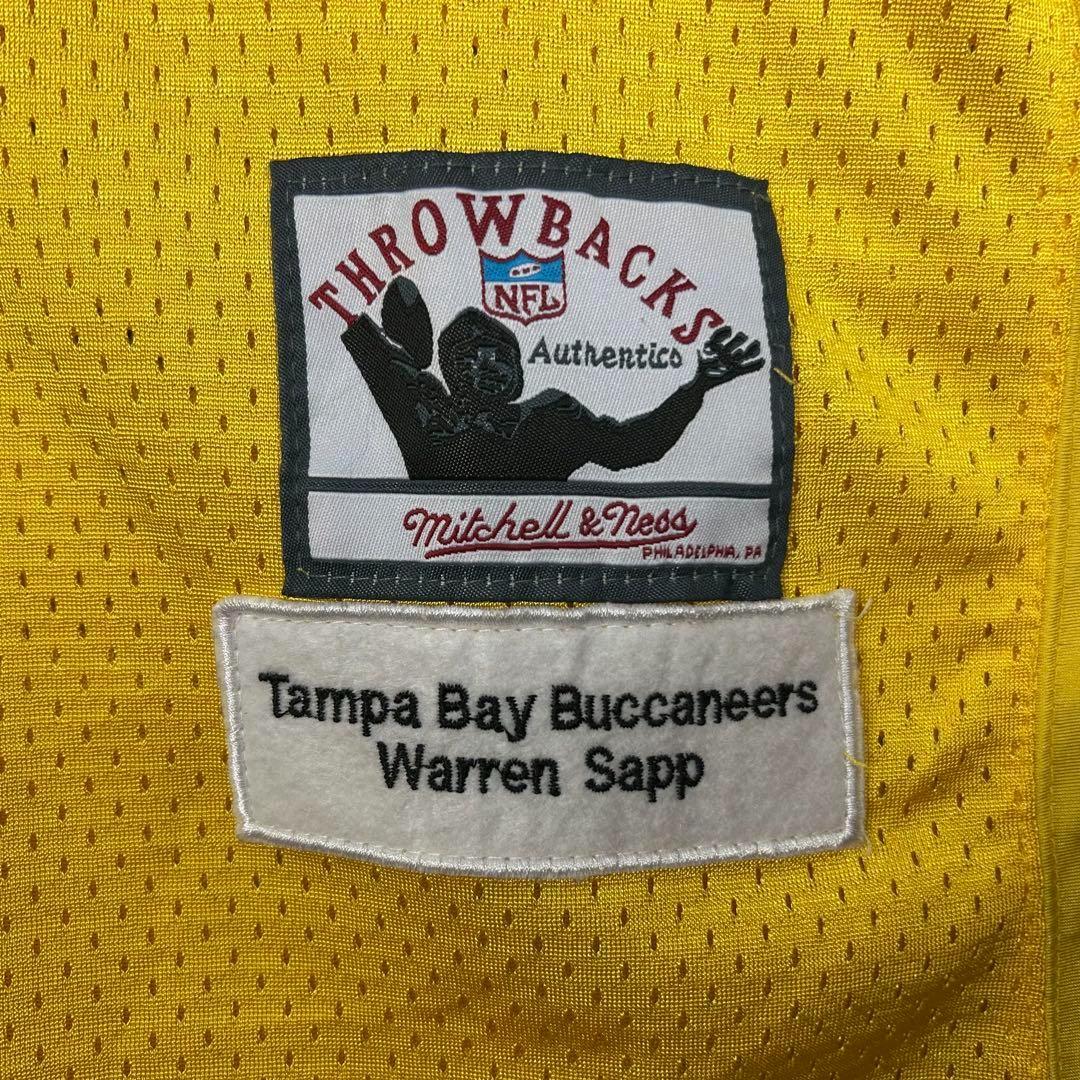 THROWBACKS
NFL
Authentics
Mitchell & Ness
PHILADELPHIA, PA
Tampa Bay Buccaneers
Warren Sapp